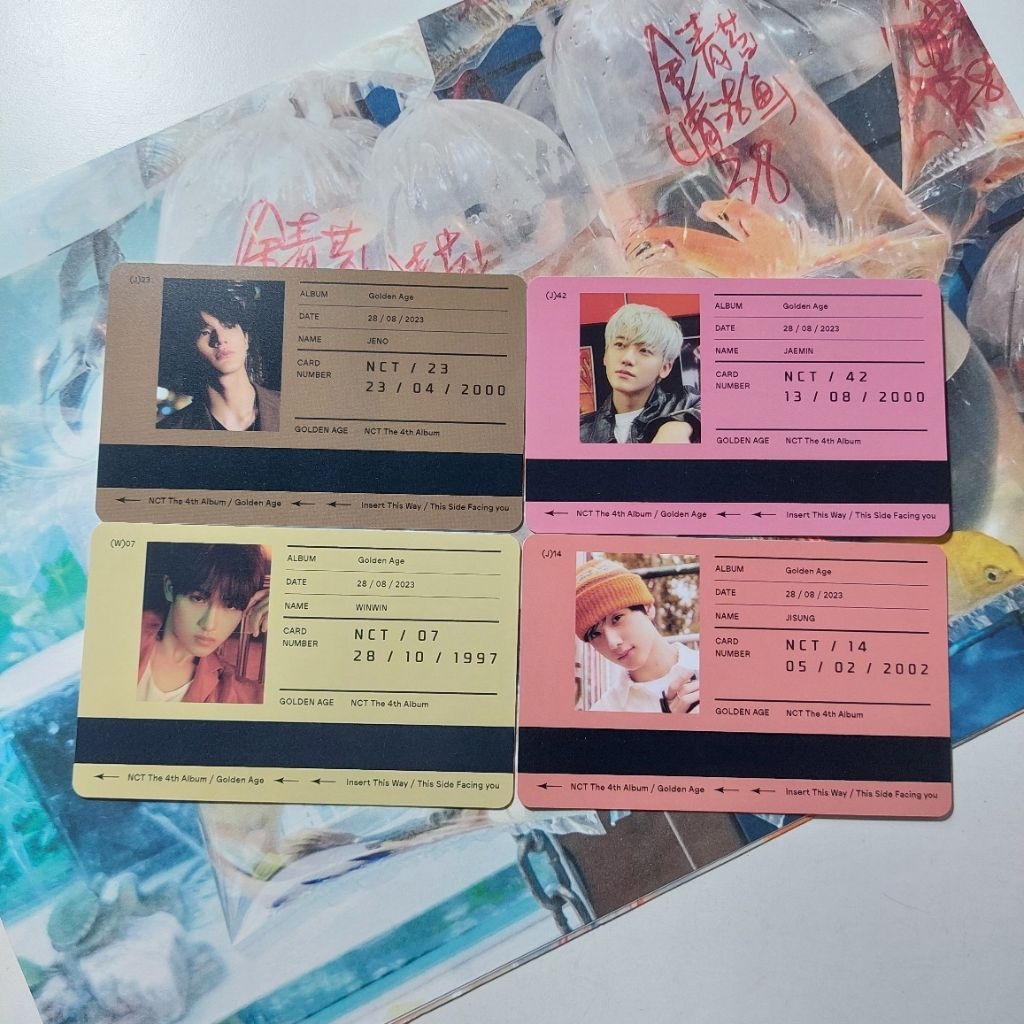 28
(J)23
ALBUM Golden Age
DATE 28 / 08 / 2023
NAME JENO
CARD NUMBER NCT / 23
23 / 04 / 2000
GOLDEN AGE NCT The 4th Album
NCT The 4th Album / Golden Age Insert This Way / This Side Facing you
(J)42
ALBUM Golden Age
DATE 28 / 08 / 2023
NAME JAEMIN
CARD NUMBER NCT / 42
13 / 08 / 2000
GOLDEN AGE NCT The 4th Album
NCT The 4th Album / Golden Age Insert This Way / This Side Facing you
(W)07
ALBUM Golden Age
DATE 28 / 08 / 2023
NAME WINWIN
CARD NUMBER NCT / 07
28 / 10 / 1997
GOLDEN AGE NCT The 4th Album
NCT The 4th Album / Golden Age Insert This Way / This Side Facing you
(J)14
ALBUM Golden Age
DATE 28 / 08 / 2023
NAME JISUNG
CARD NUMBER NCT / 14
05 / 02 / 2002
GOLDEN AGE NCT The 4th Album
NCT The 4th Album / Golden Age Insert This Way / This Side Facing you